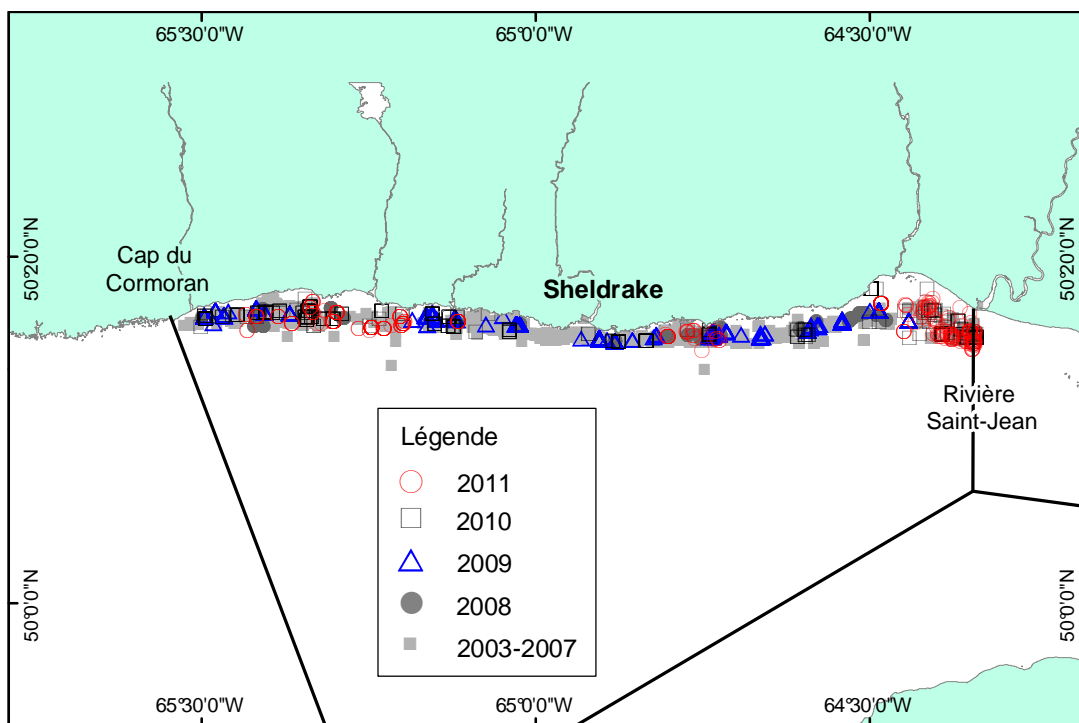 65°30'0"W
65°0'0"W
64°30'0"W
50°20'0"N
50°20'0"N
Cap du
Cormoran
Sheldrake
Rivière
Saint-Jean
Légende
2011
2010
2009
2008
2003-2007
50°0'0"N
50°0'0"N
65°30'0"W
65°0'0"W
64°30'0"W